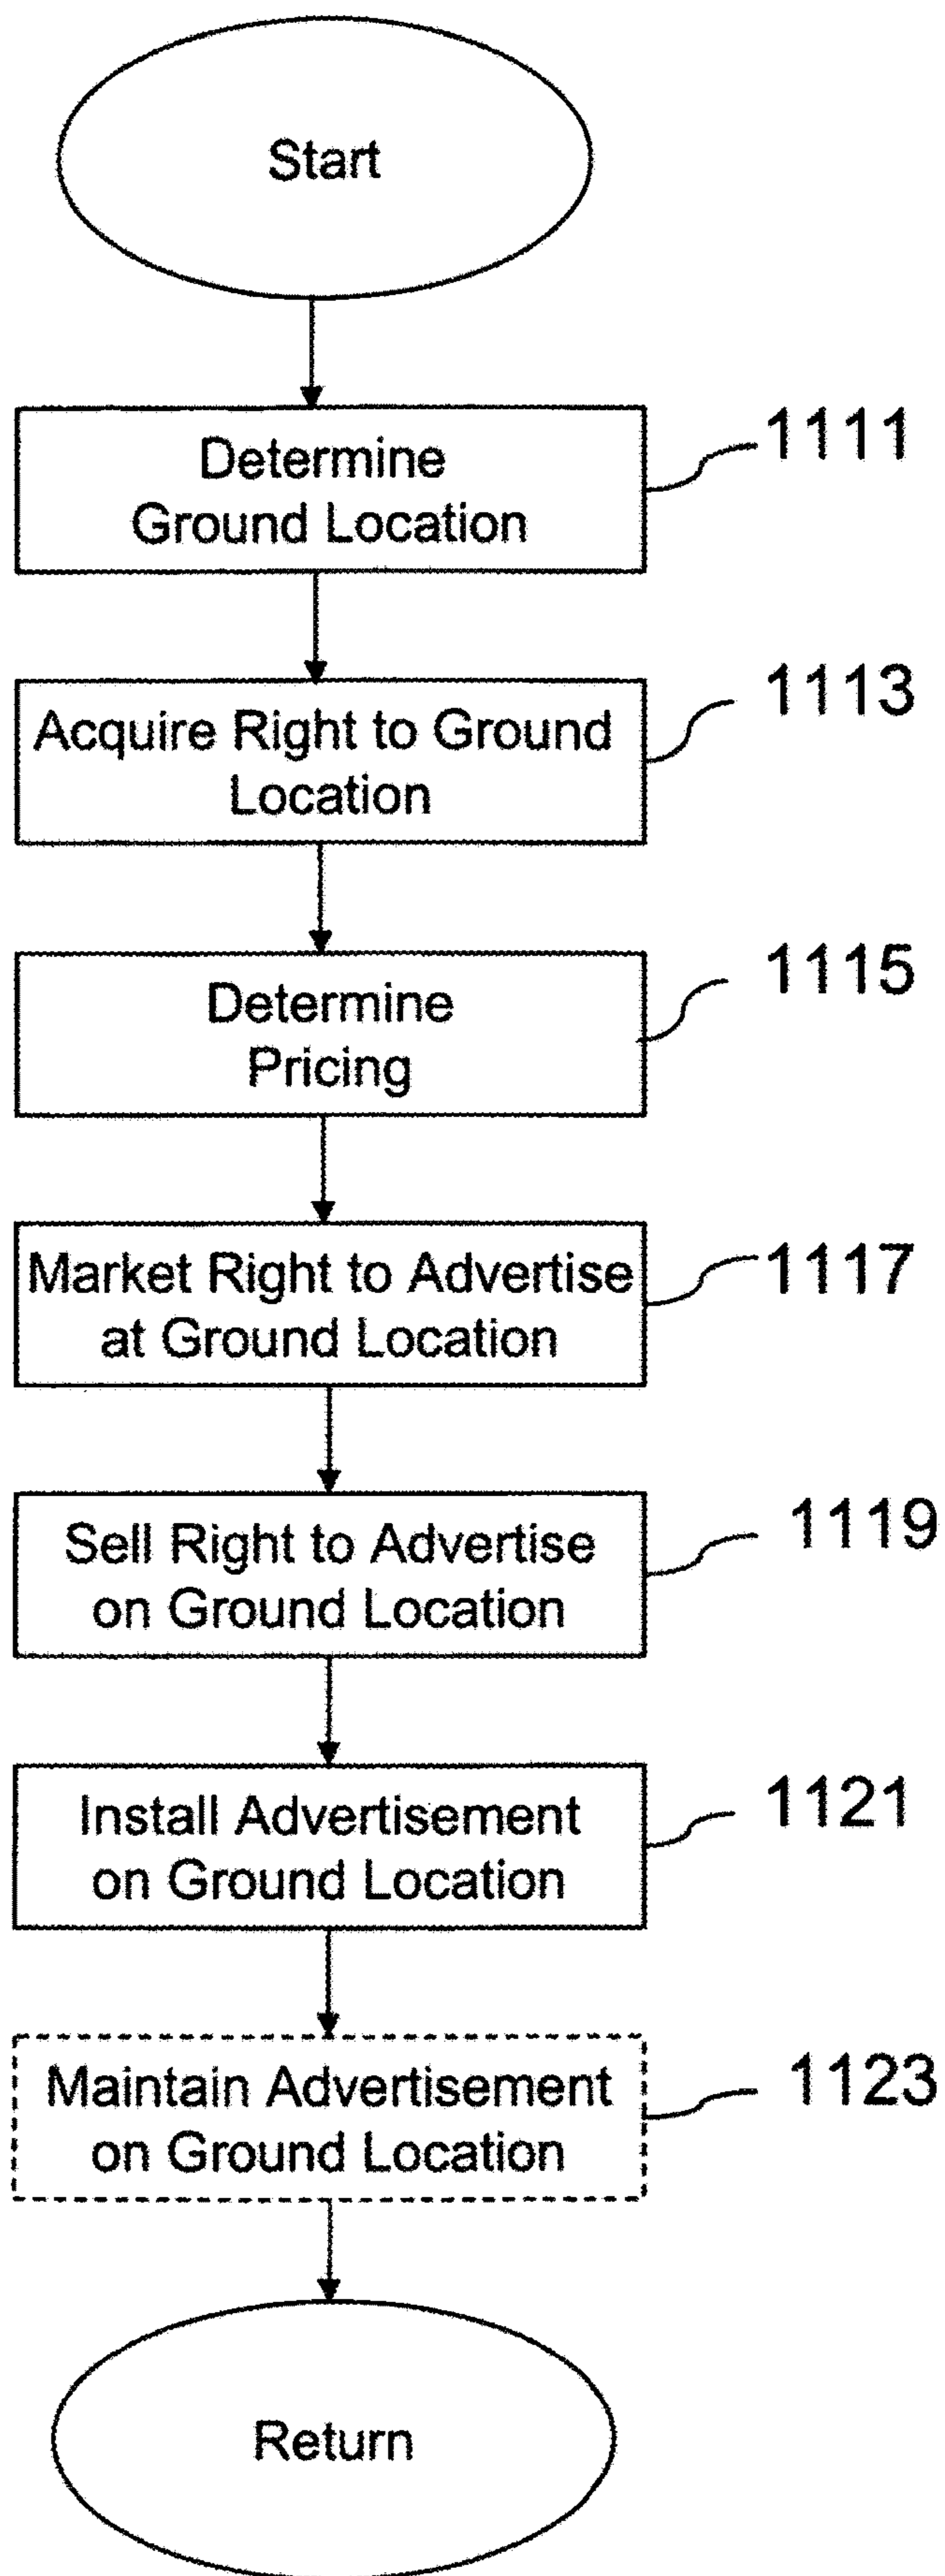 Start
Determine
Ground Location
1111
Acquire Right to Ground
Location
1113
Determine
Pricing
1115
Market Right to Advertise
at Ground Location
1117
Sell Right to Advertise
on Ground Location
1119
Install Advertisement
on Ground Location
1121
Maintain Advertisement
on Ground Location
1123
Return